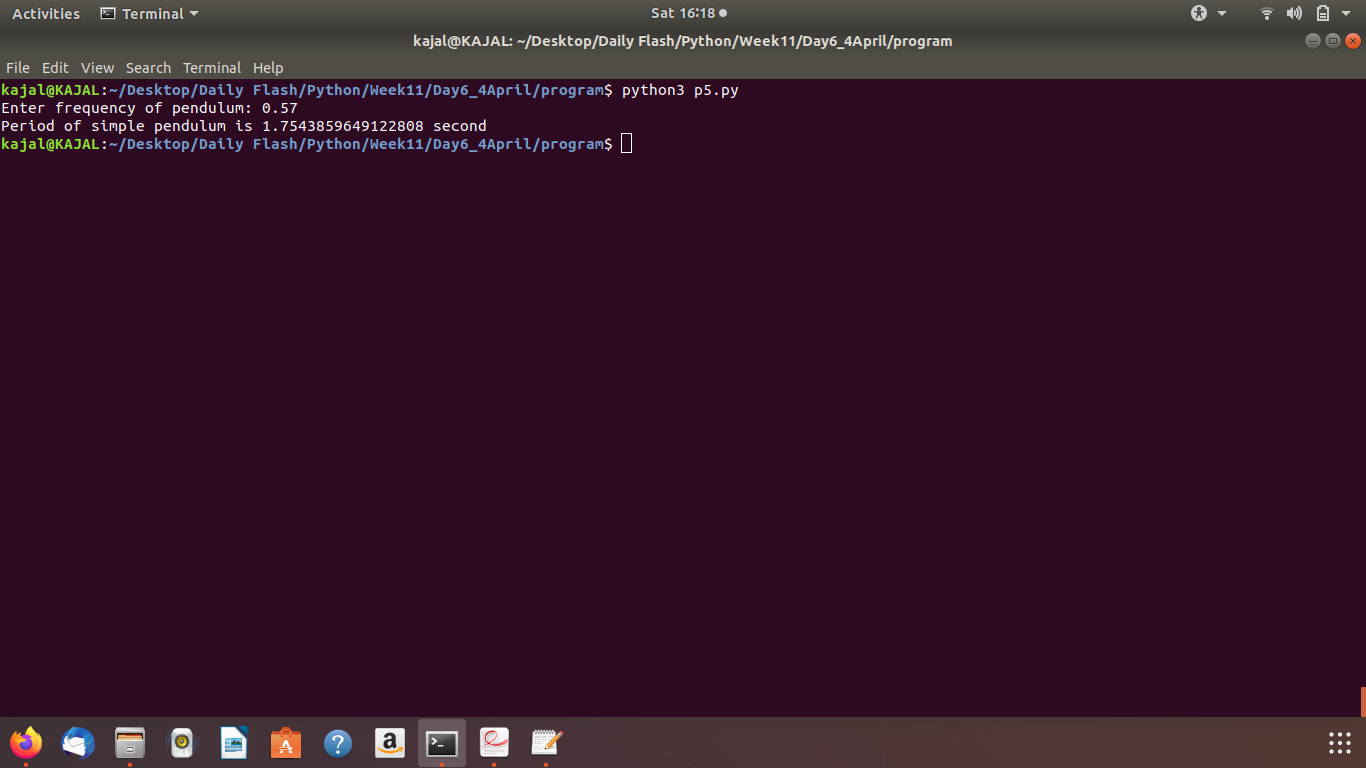 Activities Terminal Sat 16:18
kajal@KAJAL: ~/Desktop/Daily Flash/Python/Week11/Day6_4April/program
File Edit View Search Terminal Help
kajal@KAJAL:~/Desktop/Daily Flash/Python/Week11/Day6_4April/program$ python3 p5.py
Enter frequency of pendulum: 0.57
Period of simple pendulum is 1.7543859649122808 second
kajal@KAJAL:~/Desktop/Daily Flash/Python/Week11/Day6_4April/program$